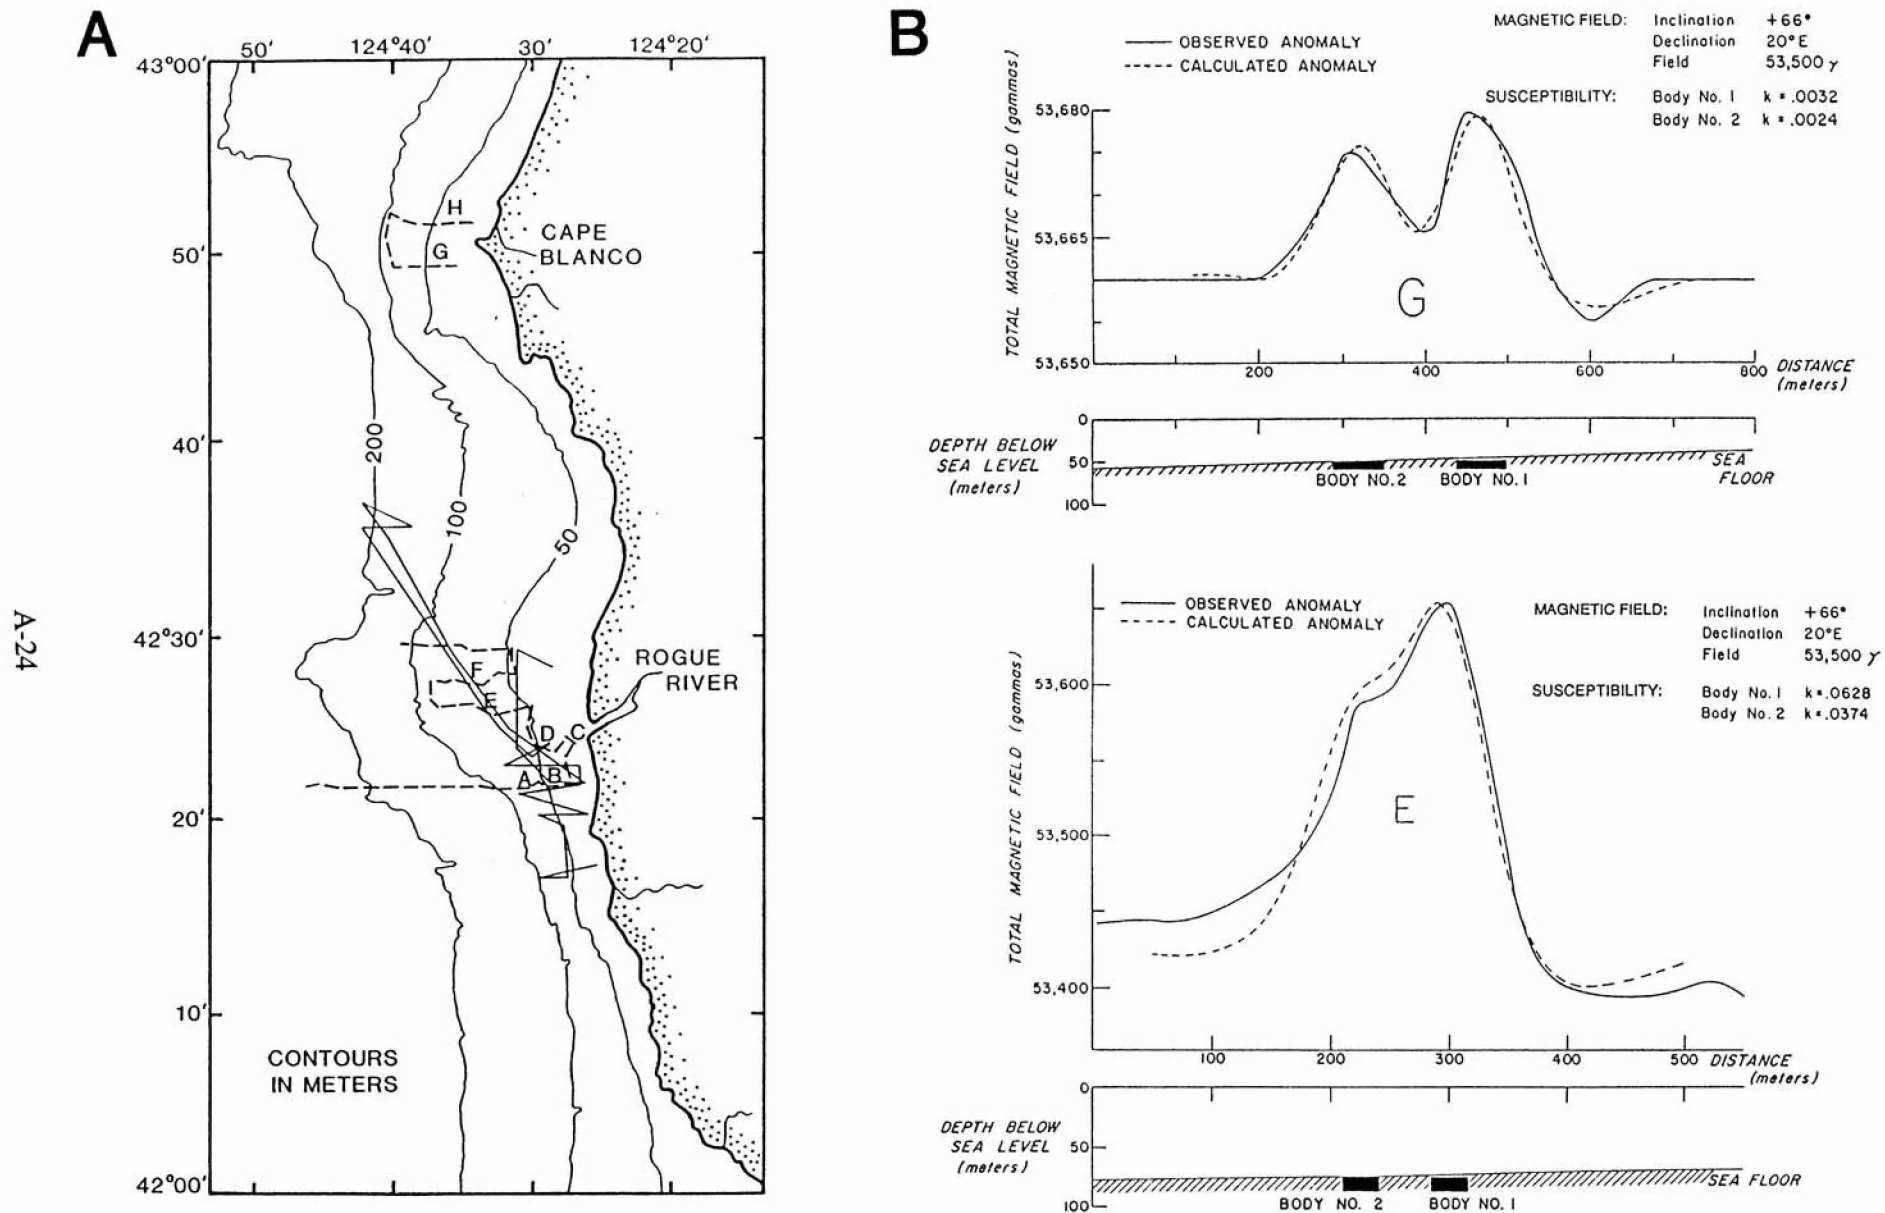 A
50′ 124°40′ 30′ 124°20′
43°00′
H
CAPE
BLANCO
G
50′
40′
200
100
50
42°30′
ROGUE
RIVER
F
E
D C
A B
20′
10′
CONTOURS
IN METERS
42°00′
A-24
B
OBSERVED ANOMALY
CALCULATED ANOMALY
MAGNETIC FIELD: Inclination +66°
Declination 20°E
Field 53,500 γ
SUSCEPTIBILITY: Body No. 1 k = .0032
Body No. 2 k = .0024
TOTAL MAGNETIC FIELD (gammas)
53,680
53,665
53,650
G
200 400 600 800 DISTANCE
(meters)
DEPTH BELOW
SEA LEVEL
(meters)
0
50
100
BODY NO. 2 BODY NO. 1
SEA
FLOOR
OBSERVED ANOMALY
CALCULATED ANOMALY
MAGNETIC FIELD: Inclination +66°
Declination 20°E
Field 53,500 γ
SUSCEPTIBILITY: Body No. 1 k = .0628
Body No. 2 k = .0374
TOTAL MAGNETIC FIELD (gammas)
53,600
53,500
53,400
E
100 200 300 400 500 DISTANCE
(meters)
DEPTH BELOW
SEA LEVEL
(meters)
0
50
100
BODY NO. 2 BODY NO. 1
SEA FLOOR